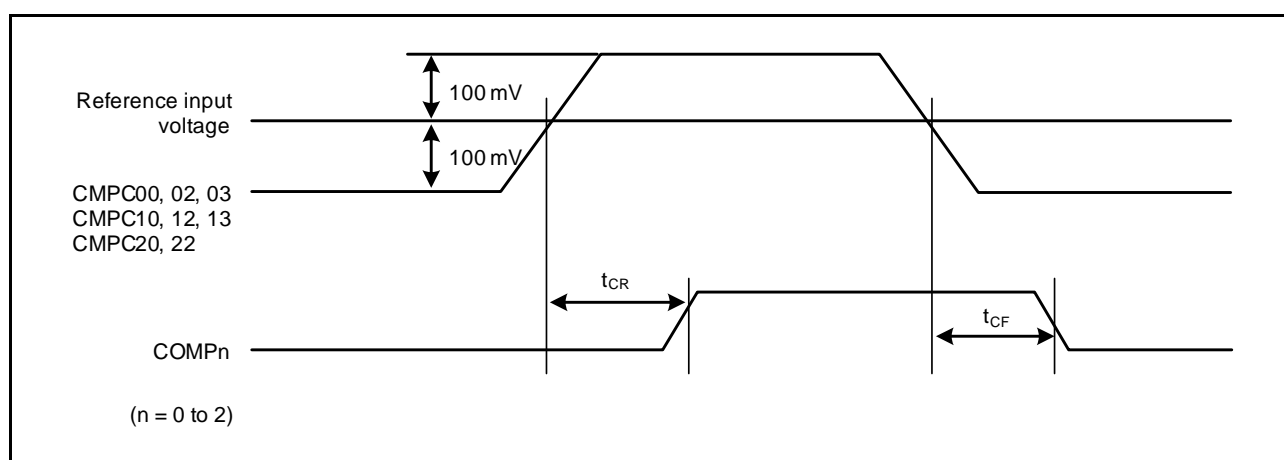 100 mV
Reference input
voltage
100 mV
CMPC00, 02, 03
CMPC10, 12, 13
CMPC20, 22
tCR
tCF
COMPn
(n = 0 to 2)